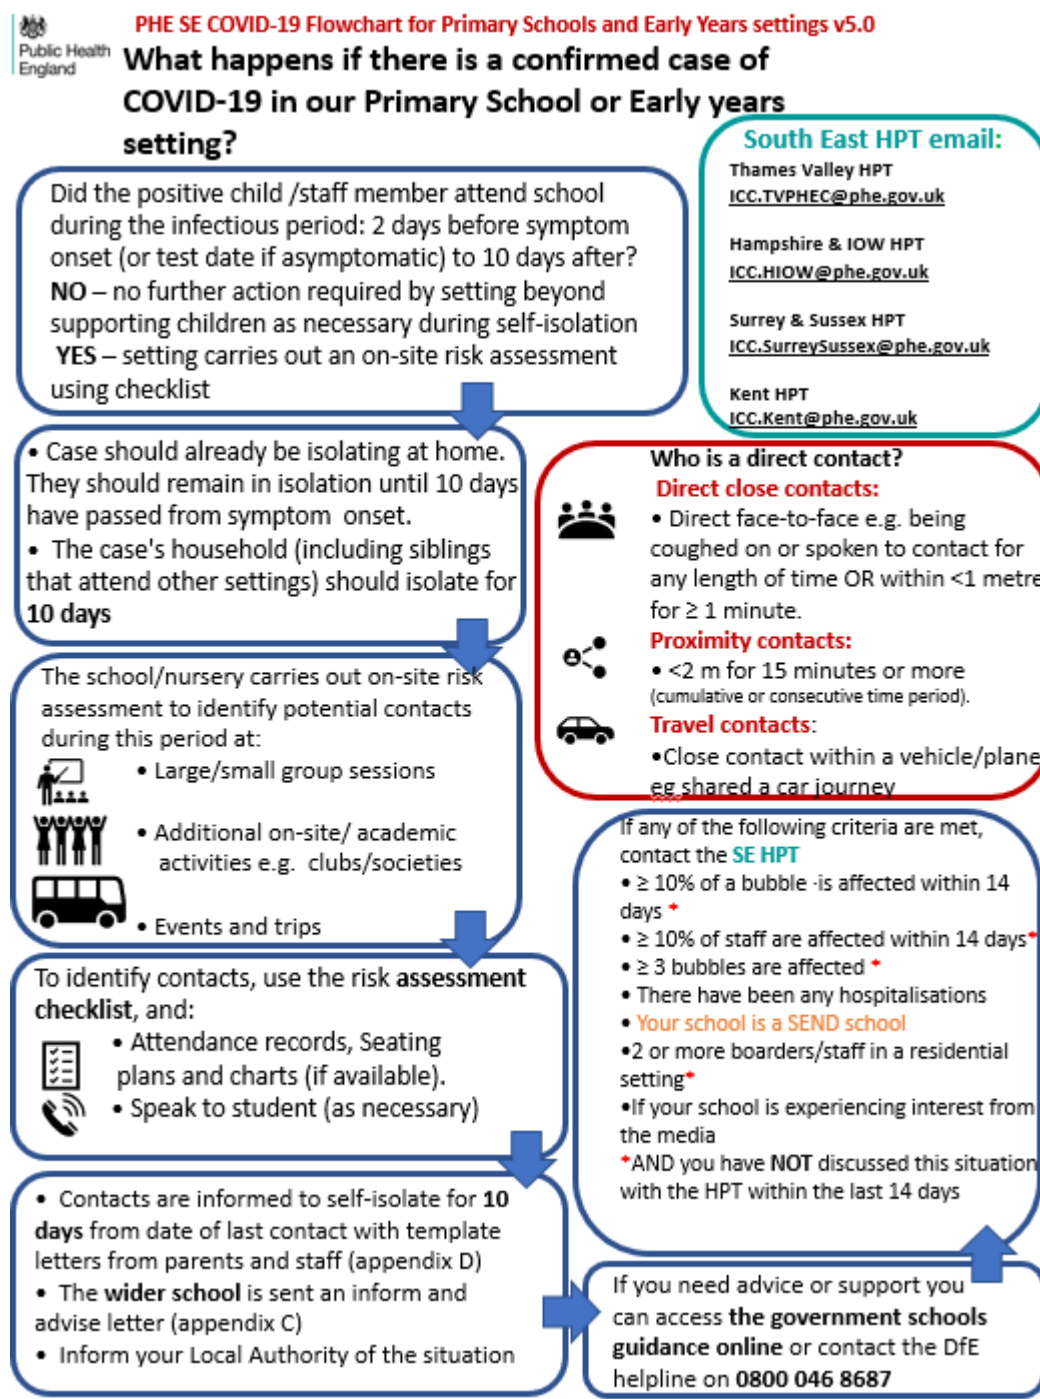 PHE SE COVID-19 Flowchart for Primary Schools and Early Years settings v5.0
Public Health
England
What happens if there is a confirmed case of
COVID-19 in our Primary School or Early years
setting?
South East HPT email:
Thames Valley HPT
ICC.TVPHEC@phe.gov.uk
Hampshire & IOW HPT
ICC.HIOW@phe.gov.uk
Surrey & Sussex HPT
ICC.SurreySussex@phe.gov.uk
Kent HPT
ICC.Kent@phe.gov.uk
Did the positive child /staff member attend school
during the infectious period: 2 days before symptom
onset (or test date if asymptomatic) to 10 days after?
NO – no further action required by setting beyond
supporting children as necessary during self-isolation
YES – setting carries out an on-site risk assessment
using checklist
• Case should already be isolating at home.
They should remain in isolation until 10 days
have passed from symptom onset.
• The case's household (including siblings
that attend other settings) should isolate for
10 days
Who is a direct contact?
Direct close contacts:
• Direct face-to-face e.g. being
coughed on or spoken to contact for
any length of time OR within <1 metre
for ≥ 1 minute.
Proximity contacts:
• <2 m for 15 minutes or more
(cumulative or consecutive time period).
Travel contacts:
•Close contact within a vehicle/plane
eg shared a car journey
The school/nursery carries out on-site risk
assessment to identify potential contacts
during this period at:
• Large/small group sessions
• Additional on-site/ academic
activities e.g. clubs/societies
• Events and trips
To identify contacts, use the risk assessment
checklist, and:
• Attendance records, Seating
plans and charts (if available).
• Speak to student (as necessary)
• Contacts are informed to self-isolate for 10
days from date of last contact with template
letters from parents and staff (appendix D)
• The wider school is sent an inform and
advise letter (appendix C)
• Inform your Local Authority of the situation
If any of the following criteria are met,
contact the SE HPT
• ≥ 10% of a bubble ·is affected within 14
days *
• ≥ 10% of staff are affected within 14 days*
• ≥ 3 bubbles are affected *
• There have been any hospitalisations
• Your school is a SEND school
•2 or more boarders/staff in a residential
setting*
•If your school is experiencing interest from
the media
*AND you have NOT discussed this situation
with the HPT within the last 14 days
If you need advice or support you
can access the government schools
guidance online or contact the DfE
helpline on 0800 046 8687